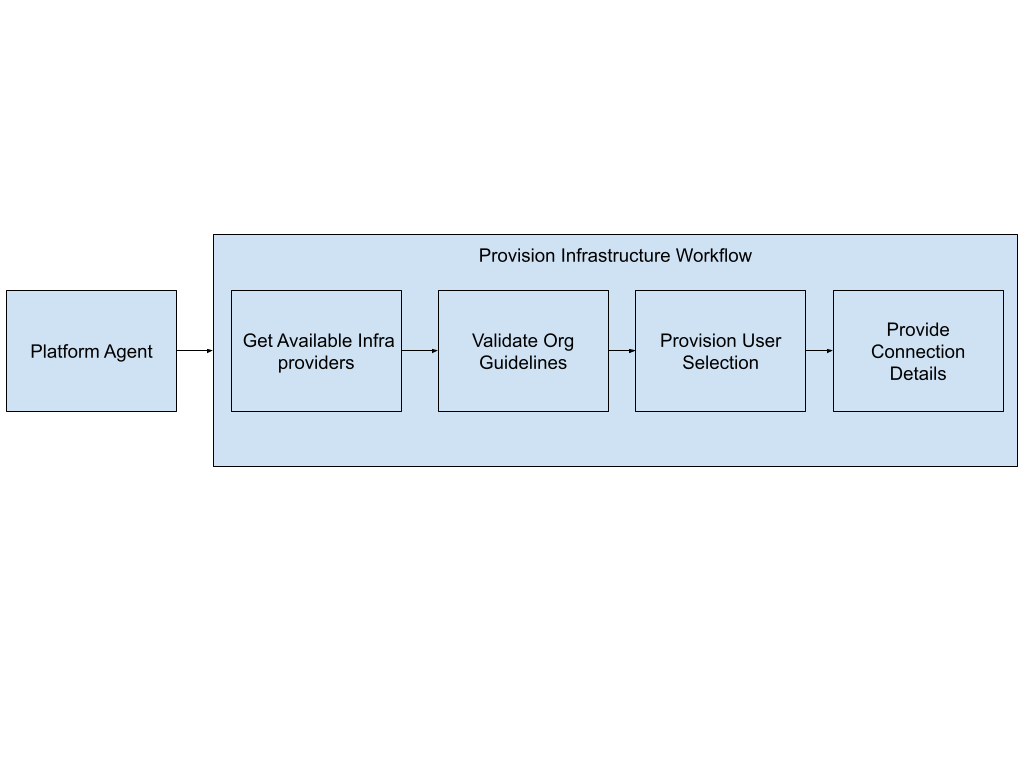 Provision Infrastructure Workflow
Platform Agent
Get Available Infra
providers
Validate Org
Guidelines
Provision User
Selection
Provide
Connection
Details